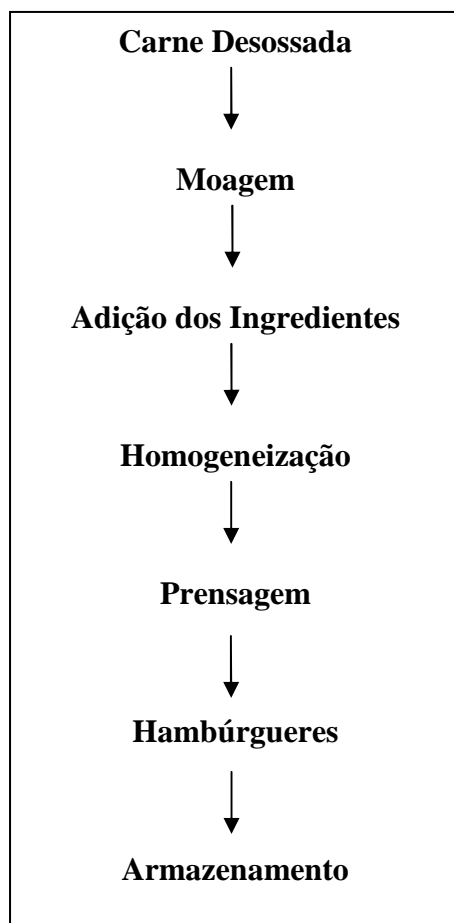 Carne Desossada
Moagem
Adição dos Ingredientes
Homogeneização
Prensagem
Hambúrgueres
Armazenamento